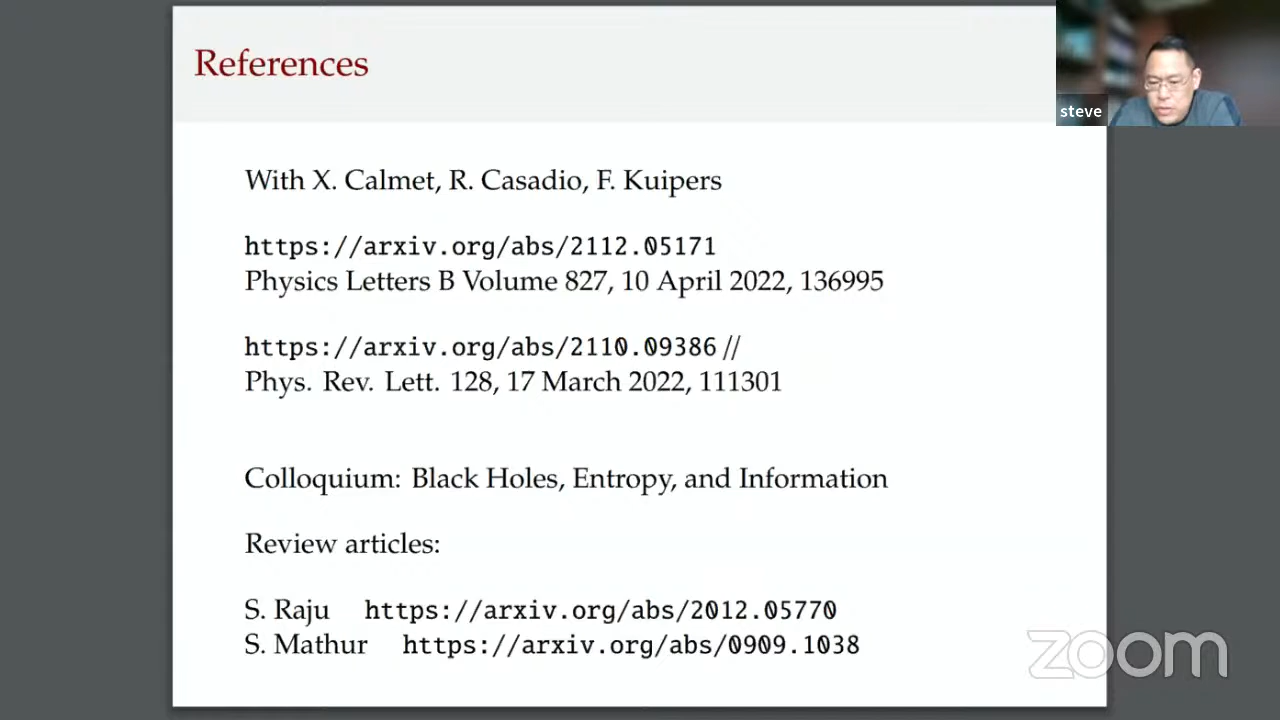 References
steve
With X. Calmet, R. Casadio, F. Kuipers
https://arxiv.org/abs/2112.05171
Physics Letters B Volume 827, 10 April 2022, 136995
https://arxiv.org/abs/2110.09386 //
Phys. Rev. Lett. 128, 17 March 2022, 111301
Colloquium: Black Holes, Entropy, and Information
Review articles:
S. Raju https://arxiv.org/abs/2012.05770
S. Mathur https://arxiv.org/abs/0909.1038
zoom